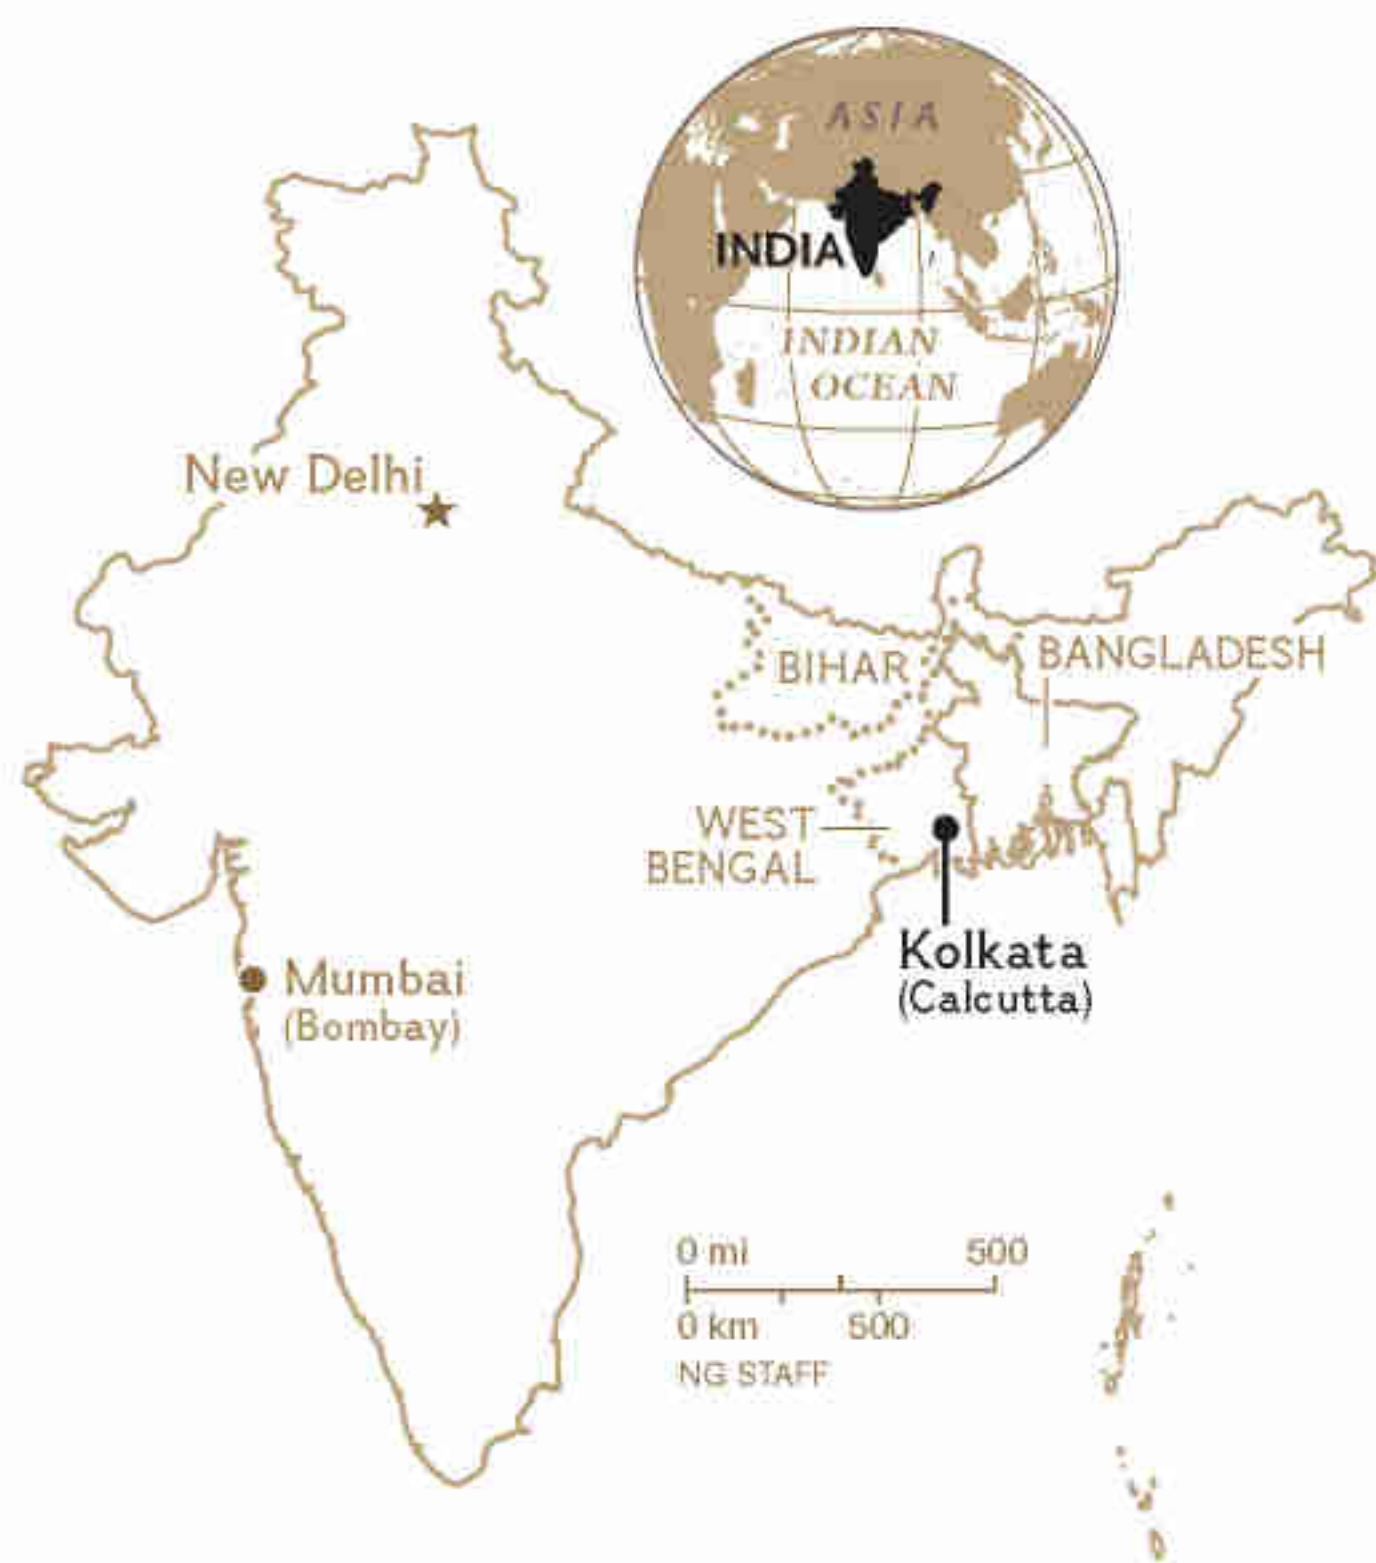 ASIA
INDIA
INDIAN
OCEAN
New Delhi
BIHAR
BANGLADESH
WEST
BENGAL
Kolkata
(Calcutta)
Mumbai
(Bombay)
0 mi 500
0 km 500
NG STAFF